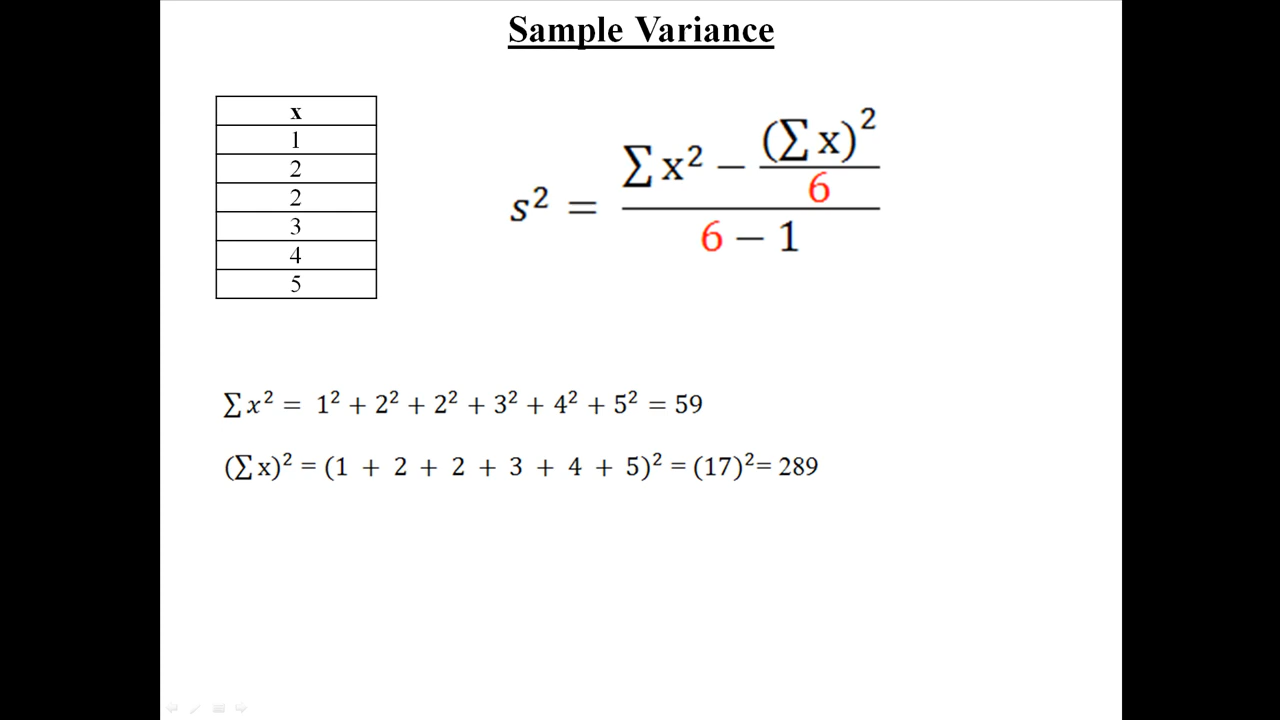 Sample Variance
x
1
2
2
3
4
5
s² = (∑x² − (∑x)²/6) / (6 − 1)
∑x² = 1² + 2² + 2² + 3² + 4² + 5² = 59
(∑x)² = (1 + 2 + 2 + 3 + 4 + 5)² = (17)²= 289